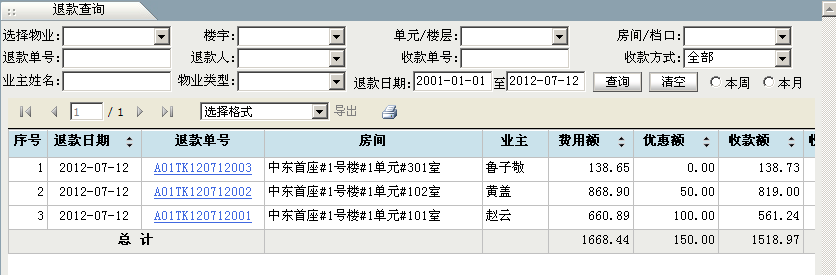 退款查询
选择物业: 楼宇: 单元/楼层: 房间/档口:
退款单号: 退款人: 收款单号: 收款方式: 全部
业主姓名: 物业类型: 退款日期: 2001-01-01 至 2012-07-12 查询 清空 本周 本月
1 / 1 选择格式 导出
序号 退款日期 退款单号 房间 业主 费用额 优惠额 收款额
1 2012-07-12 A01TK120712003 中东首座#1号楼#1单元#301室 鲁子敬 138.65 0.00 138.73
2 2012-07-12 A01TK120712002 中东首座#1号楼#1单元#102室 黄盖 868.90 50.00 819.00
3 2012-07-12 A01TK120712001 中东首座#1号楼#1单元#101室 赵云 660.89 100.00 561.24
总 计 1668.44 150.00 1518.97